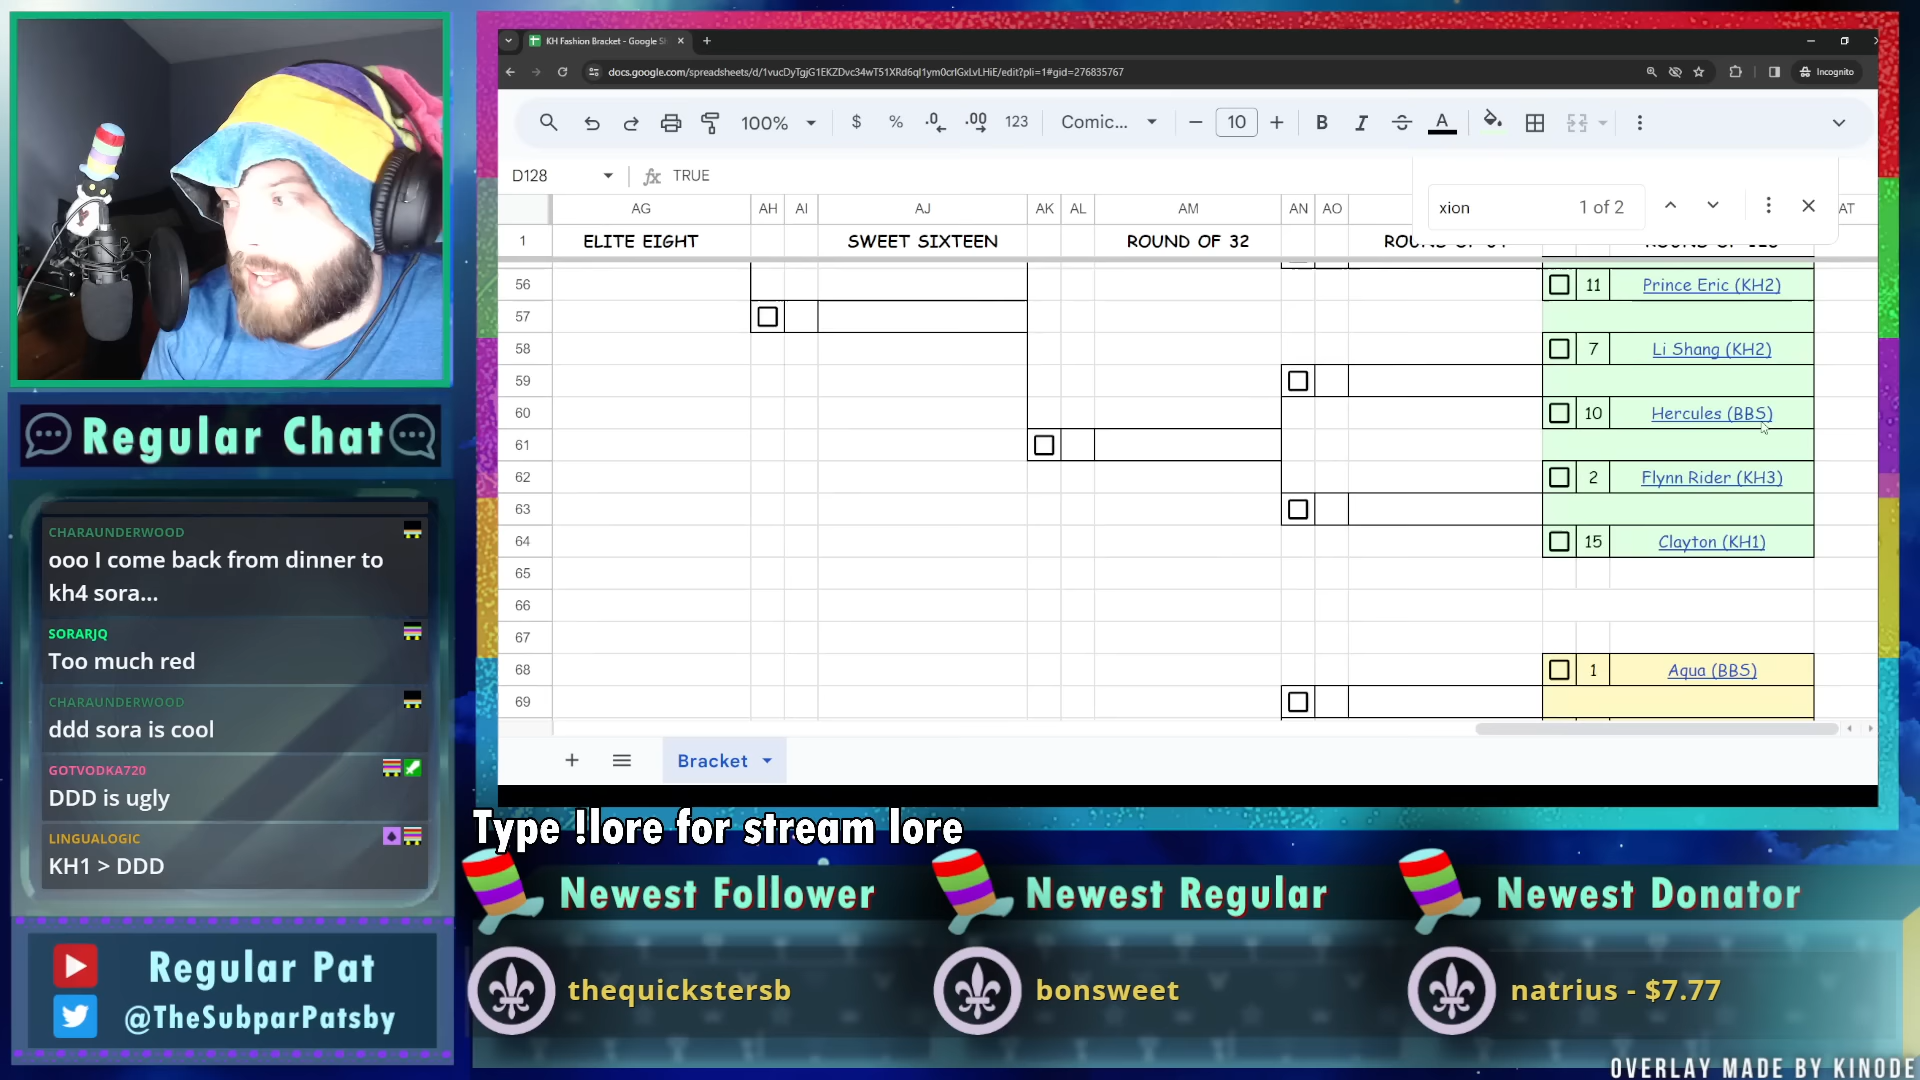 KH Fashion Bracket - Google Sh
docs.google.com/spreadsheets/d/1vucDyTgjG1EKZDvc34wT51XRd6qI1ym0crIGxLvLHiE/edit?pli=1#gid=276835767
Incognito
100%
$ % .0 .00 123
Comic...
10
B I A
D128
fx TRUE
xion
1 of 2
AG AH AI AJ AK AL AM AN AO AT
1 ELITE EIGHT SWEET SIXTEEN ROUND OF 32
56 11 Prince Eric (KH2)
57
58 7 Li Shang (KH2)
59
60 10 Hercules (BBS)
61
62 2 Flynn Rider (KH3)
63
64 15 Clayton (KH1)
65
66
67
68 1 Aqua (BBS)
69
Bracket
Regular Chat
CHARAUNDERWOOD
ooo I come back from dinner to
kh4 sora...
SORARJQ
Too much red
CHARAUNDERWOOD
ddd sora is cool
GOTVODKA720
DDD is ugly
LINGUALOGIC
KH1 > DDD
Regular Pat
@TheSubparPatsby
Type !lore for stream lore
Newest Follower
thequickstersb
Newest Regular
bonsweet
Newest Donator
natrius - $7.77
OVERLAY MADE BY KINODE